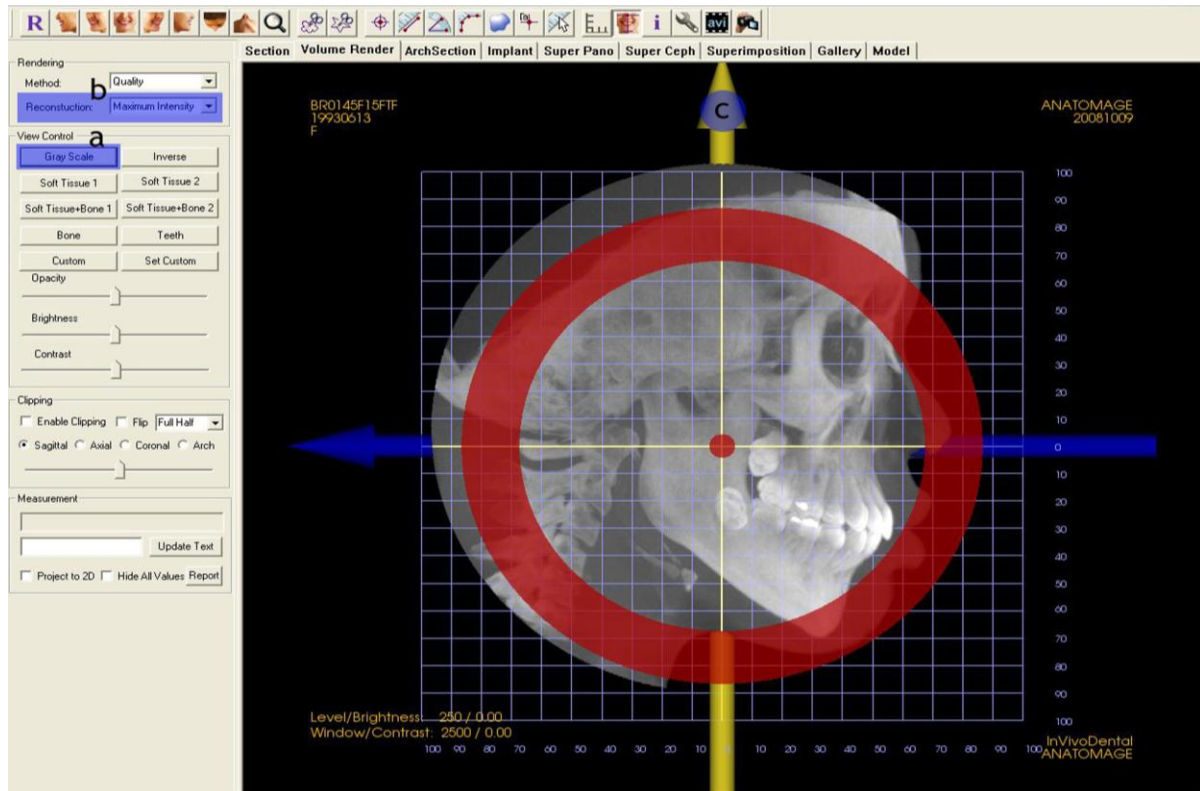 R i avi
Section Volume Render ArchSection Implant Super Pano Super Ceph Superimposition Gallery Model
Rendering
Method: Quality
b
Reconstuction: Maximum Intensity
View Control
a
Gray Scale Inverse
Soft Tissue 1 Soft Tissue 2
Soft Tissue+Bone 1 Soft Tissue+Bone 2
Bone Teeth
Custom Set Custom
Opacity
Brightness
Contrast
Clipping
Enable Clipping Flip Full Half
Sagittal Axial Coronal Arch
Measurement
Update Text
Project to 2D Hide All Values Report
BR0145F15FTF
19930613
F
C
ANATOMAGE
20081009
100
90
80
70
60
50
40
30
20
10
0
10
20
30
40
50
60
70
80
90
100
Level/Brightness: 250 / 0.00
Window/Contrast: 2500 / 0.00
100 90 80 70 60 50 40 30 20 10 10 20 30 40 50 60 70 80 90 100
InVivoDental
ANATOMAGE